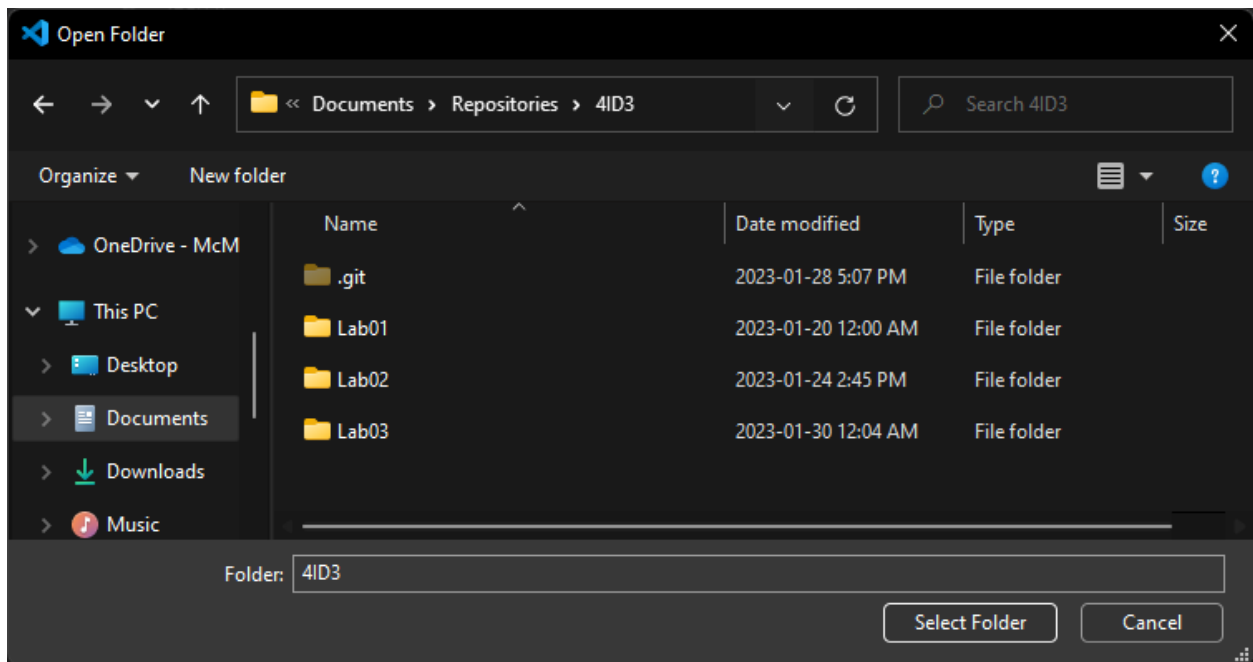 Open Folder
« Documents › Repositories › 4ID3
Search 4ID3
Organize
New folder
Name
Date modified
Type
Size
OneDrive - McM
This PC
Desktop
Documents
Downloads
Music
.git 2023-01-28 5:07 PM File folder
Lab01 2023-01-20 12:00 AM File folder
Lab02 2023-01-24 2:45 PM File folder
Lab03 2023-01-30 12:04 AM File folder
Folder: 4ID3
Select Folder
Cancel